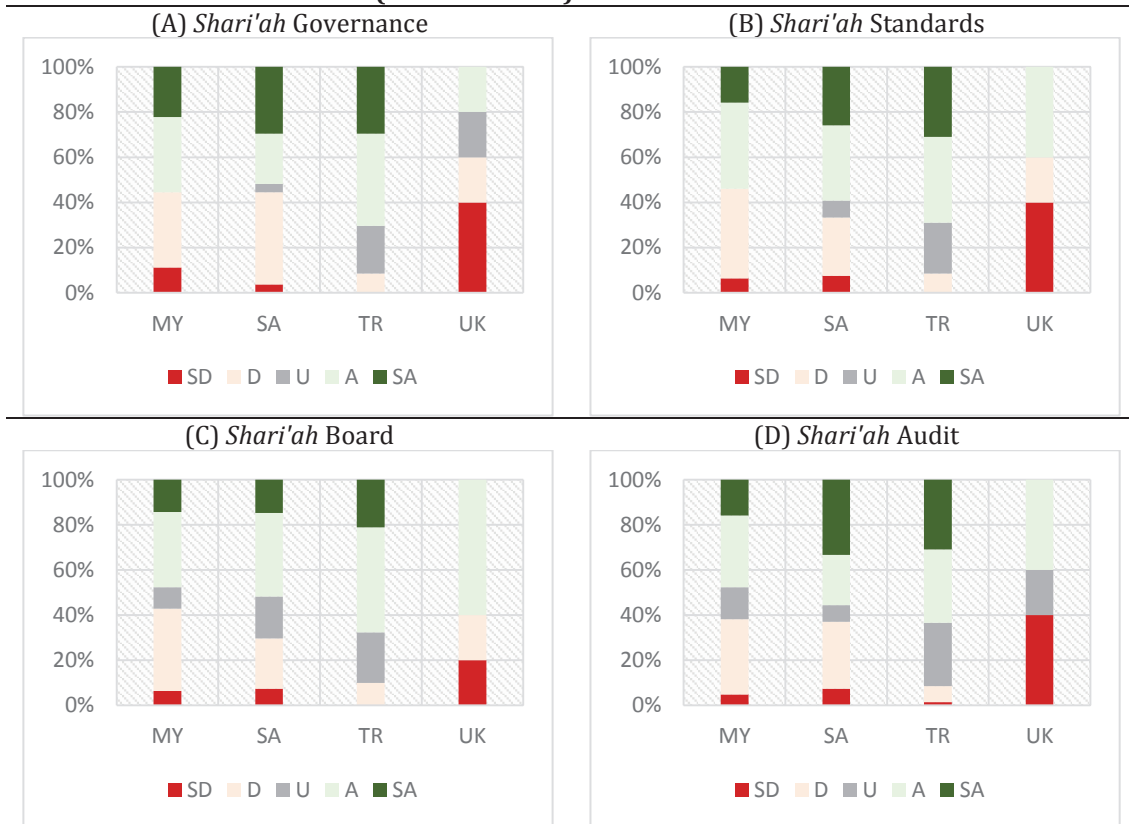 (A) Shari'ah Governance
(B) Shari'ah Standards
100%
80%
60%
40%
20%
0%
MY SA TR UK
SD D U A SA
100%
80%
60%
40%
20%
0%
MY SA TR UK
SD D U A SA
(C) Shari'ah Board
(D) Shari'ah Audit
100%
80%
60%
40%
20%
0%
MY SA TR UK
SD D U A SA
100%
80%
60%
40%
20%
0%
MY SA TR UK
SD D U A SA